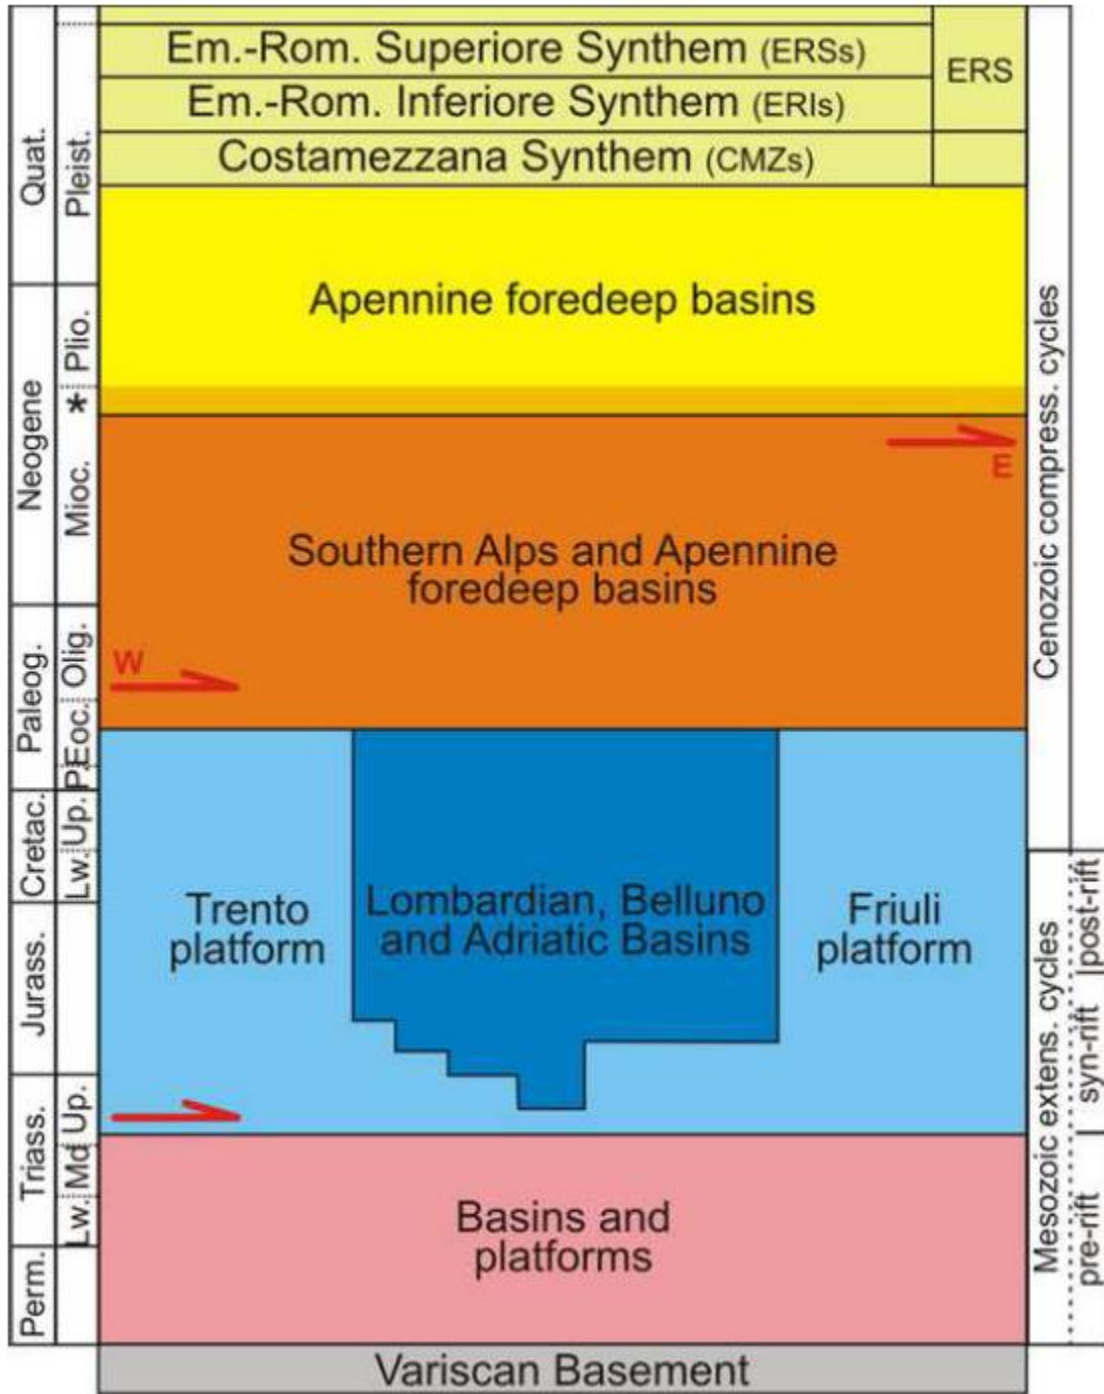 Em.-Rom. Superiore Synthem (ERSs)
Em.-Rom. Inferiore Synthem (ERIs)
ERS
Costamezzana Synthem (CMZs)
Apennine foredeep basins
Southern Alps and Apennine
foredeep basins
E
W
Trento
platform
Lombardian, Belluno
and Adriatic Basins
Friuli
platform
Basins and
platforms
Variscan Basement
Quat.
Neogene
Paleog.
Cretac.
Jurass.
Triass.
Perm.
Pleist.
Plio.
*
Mioc.
Olig.
Eoc.
P.
Up.
Lw.
Up.
Md
Lw.
Cenozoic compress. cycles
Mesozoic extens. cycles
post-rift
syn-rift
pre-rift